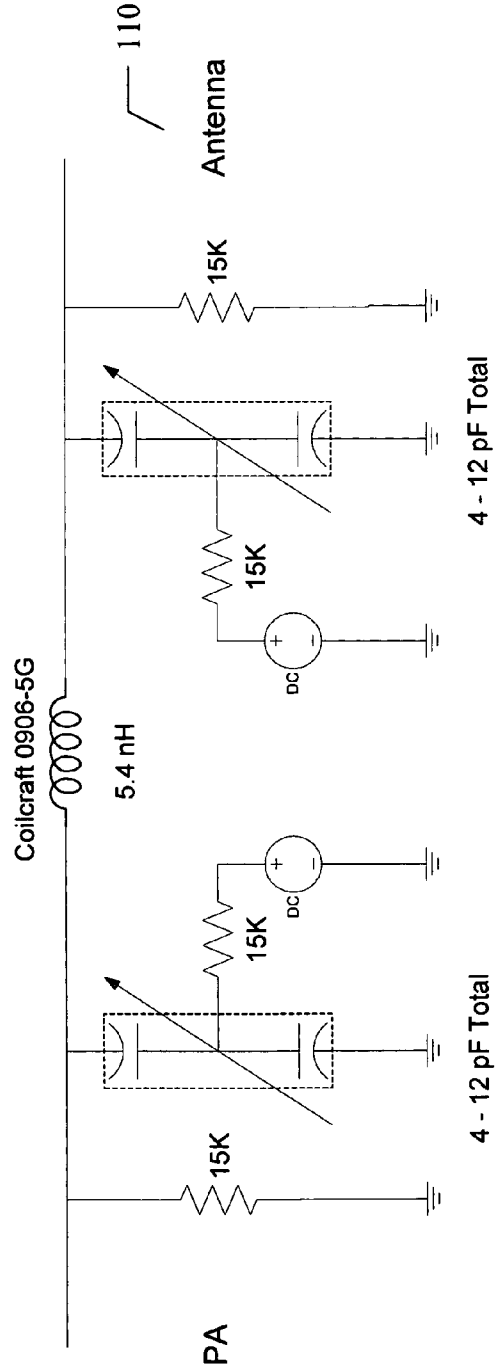 Coilcraft 0906-5G
5.4 nH
110
PA
Antenna
15K
15K
15K
15K
+
-
DC
+
-
DC
4 - 12 pF Total
4 - 12 pF Total